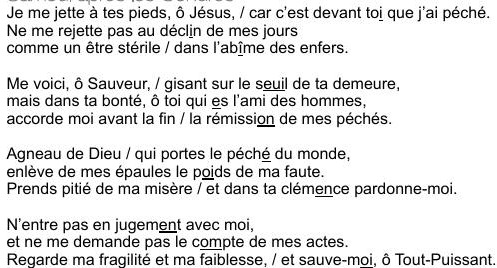 Je me jette à tes pieds, ô Jésus, / car c'est devant toi que j'ai péché.
Ne me rejette pas au déclin de mes jours
comme un être stérile / dans l'abîme des enfers.
Me voici, ô Sauveur, / gisant sur le seuil de ta demeure,
mais dans ta bonté, ô toi qui es l'ami des hommes,
accorde moi avant la fin / la rémission de mes péchés.
Agneau de Dieu / qui portes le péché du monde,
enlève de mes épaules le poids de ma faute.
Prends pitié de ma misère / et dans ta clémence pardonne-moi.
N'entre pas en jugement avec moi,
et ne me demande pas le compte de mes actes.
Regarde ma fragilité et ma faiblesse, / et sauve-moi, ô Tout-Puissant.